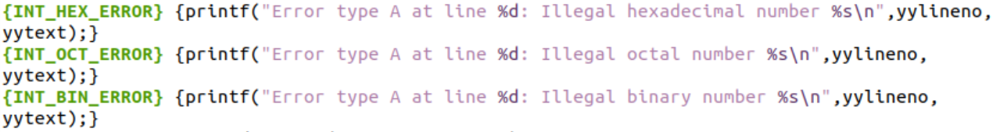 {INT_HEX_ERROR} {printf("Error type A at line %d: Illegal hexadecimal number %s\n",yylineno,
yytext);}
{INT_OCT_ERROR} {printf("Error type A at line %d: Illegal octal number %s\n",yylineno,
yytext);}
{INT_BIN_ERROR} {printf("Error type A at line %d: Illegal binary number %s\n",yylineno,
yytext);}